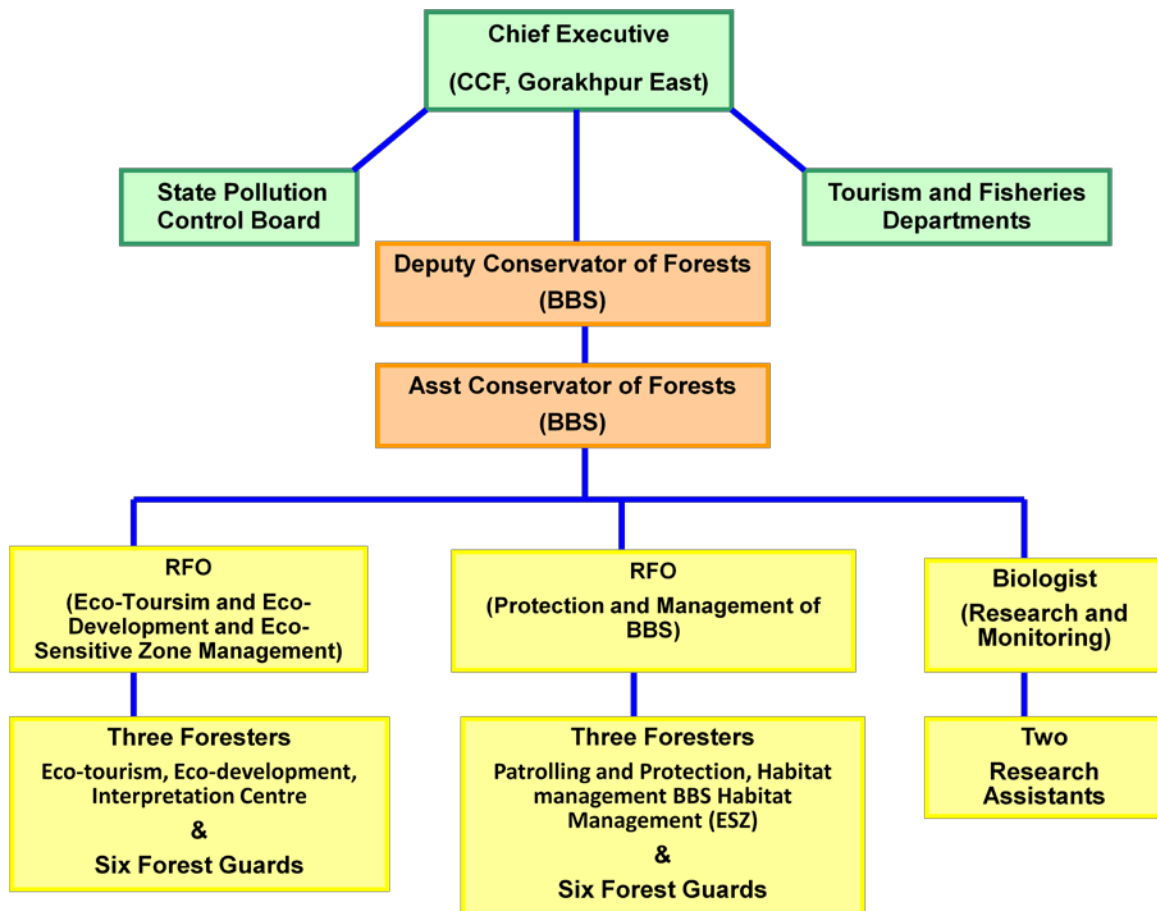 Chief Executive
(CCF, Gorakhpur East)
State Pollution
Control Board
Tourism and Fisheries
Departments
Deputy Conservator of Forests
(BBS)
Asst Conservator of Forests
(BBS)
RFO
(Eco-Toursim and Eco-
Development and Eco-
Sensitive Zone Management)
RFO
(Protection and Management of
BBS)
Biologist
(Research and
Monitoring)
Three Foresters
Eco-tourism, Eco-development,
Interpretation Centre
&
Six Forest Guards
Three Foresters
Patrolling and Protection, Habitat
management BBS Habitat
Management (ESZ)
&
Six Forest Guards
Two
Research
Assistants